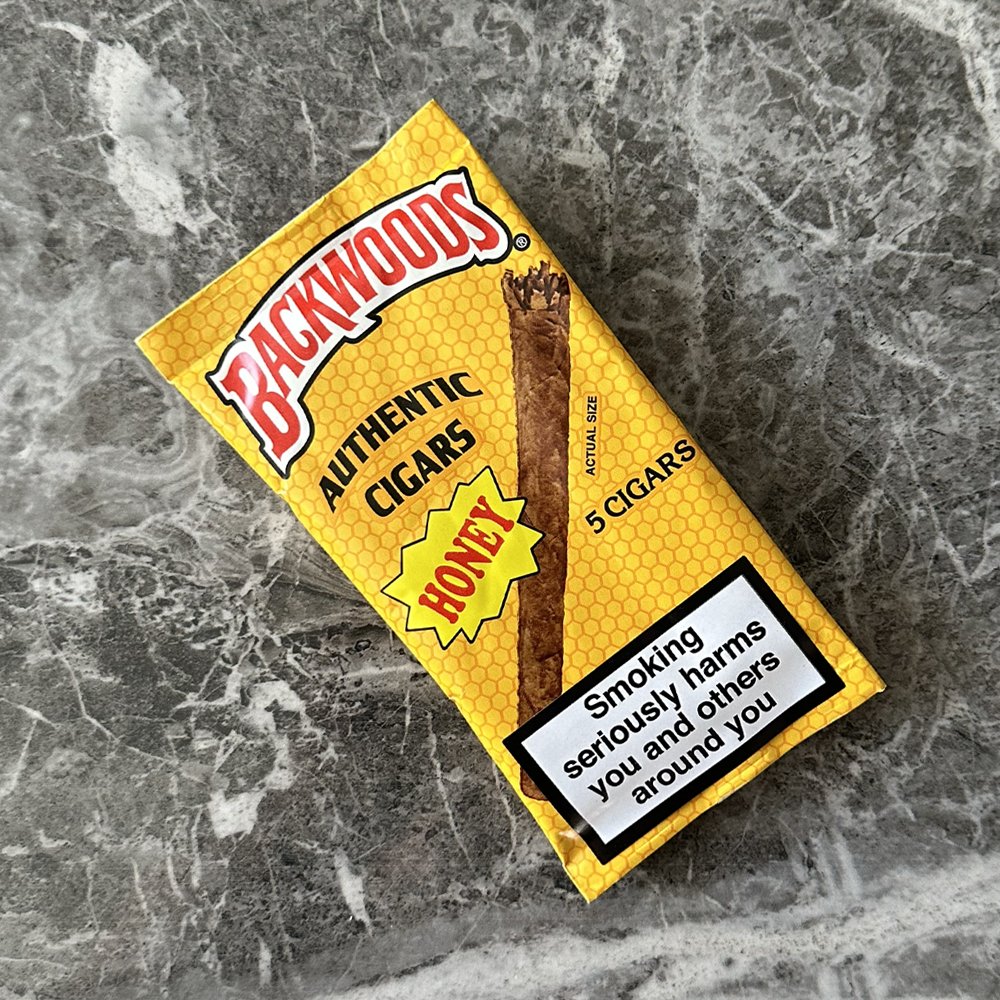 BACKWOODS®
AUTHENTIC
CIGARS
HONEY
ACTUAL SIZE
5 CIGARS
Smoking
seriously harms
you and others
around you